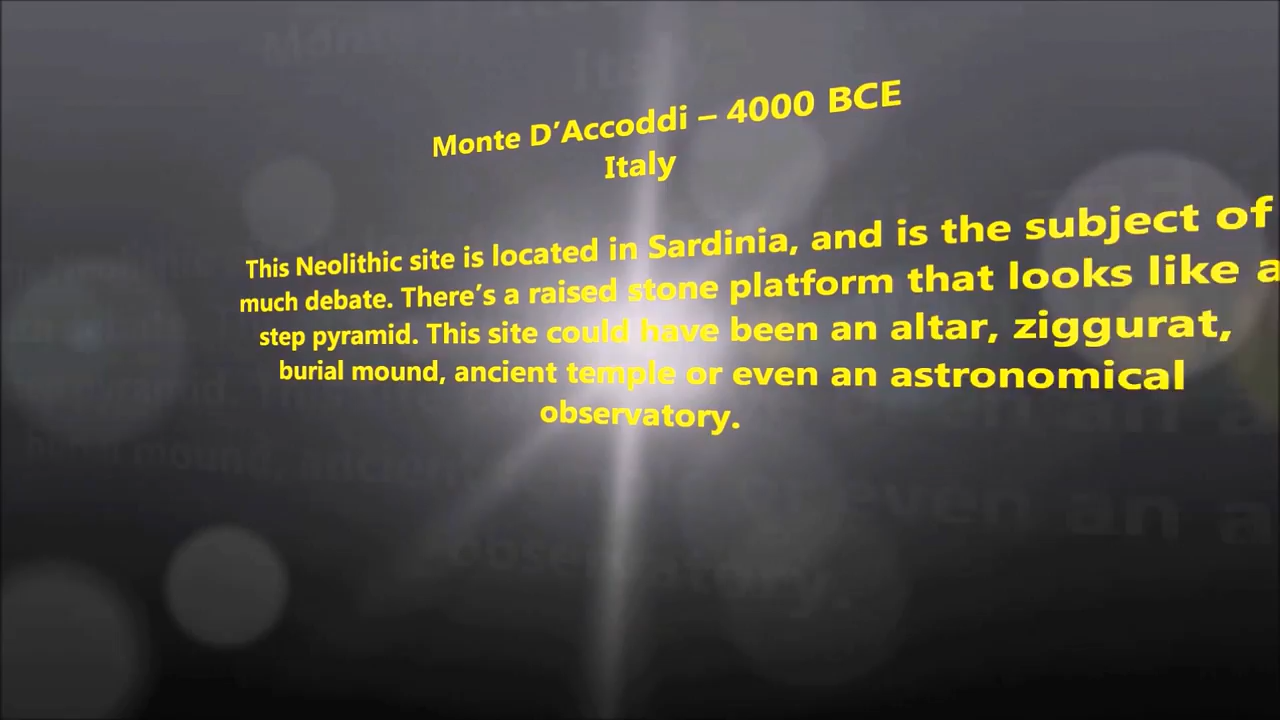 Monte D’Accoddi – 4000 BCE
Italy
This Neolithic site is located in Sardinia, and is the subject of
much debate. There’s a raised stone platform that looks like a
step pyramid. This site could have been an altar, ziggurat,
burial mound, ancient temple or even an astronomical
observatory.